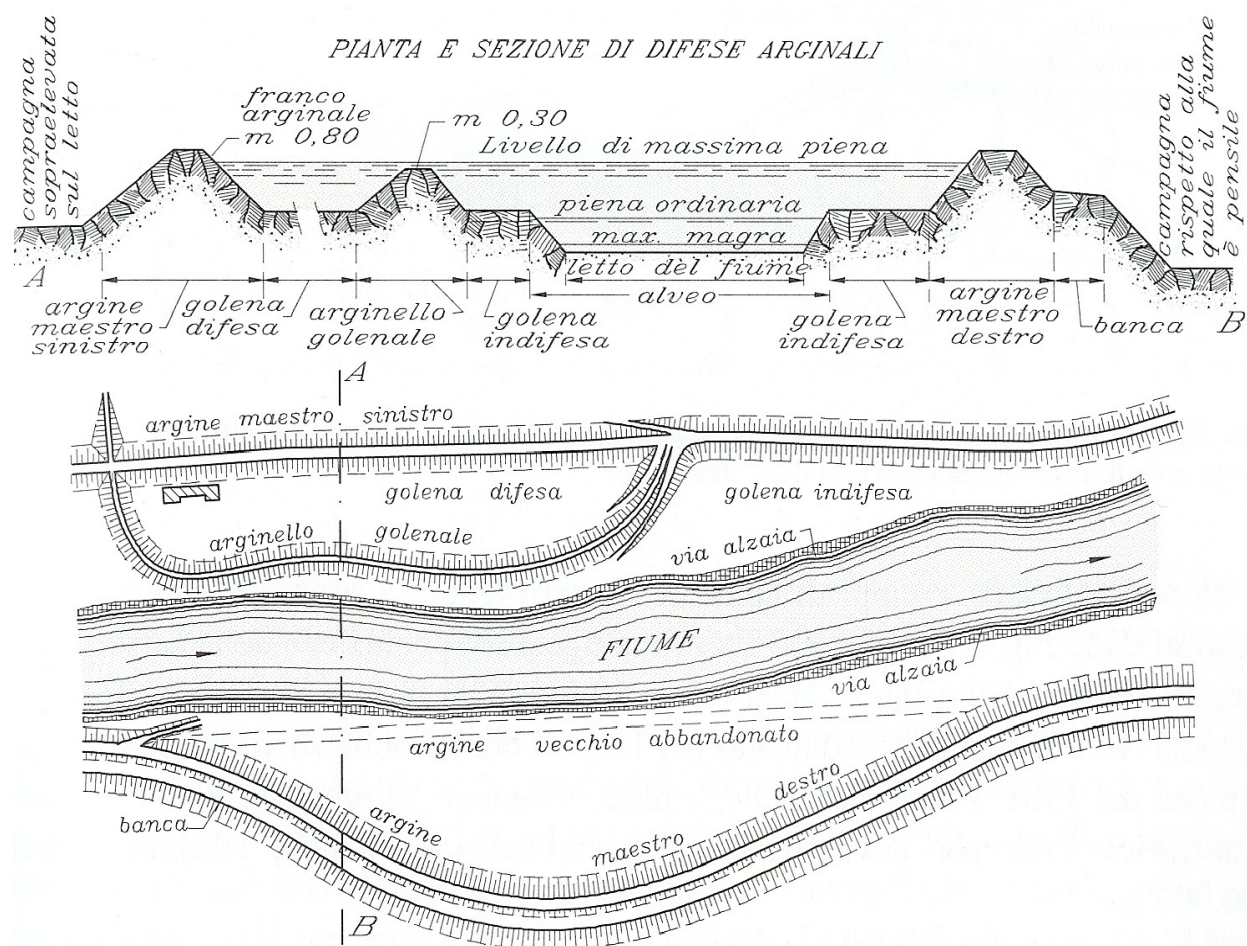 PIANTA E SEZIONE DI DIFESE ARGINALI
campagna
sopraelevata
sul letto
franco
arginale
m 0,80
m 0,30
Livello di massima piena
piena ordinaria
max. magra
letto del fiume
campagna
rispetto alla
quale il fiume
è pensile
A
argine
maestro
sinistro
golena
difesa
arginello
golenale
golena
indifesa
alveo
golena
indifesa
argine
maestro
destro
banca
B
A
argine maestro sinistro
golena difesa
golena indifesa
arginello golenale
via alzaia
FIUME
via alzaia
argine vecchio abbandonato
banca
argine maestro destro
B